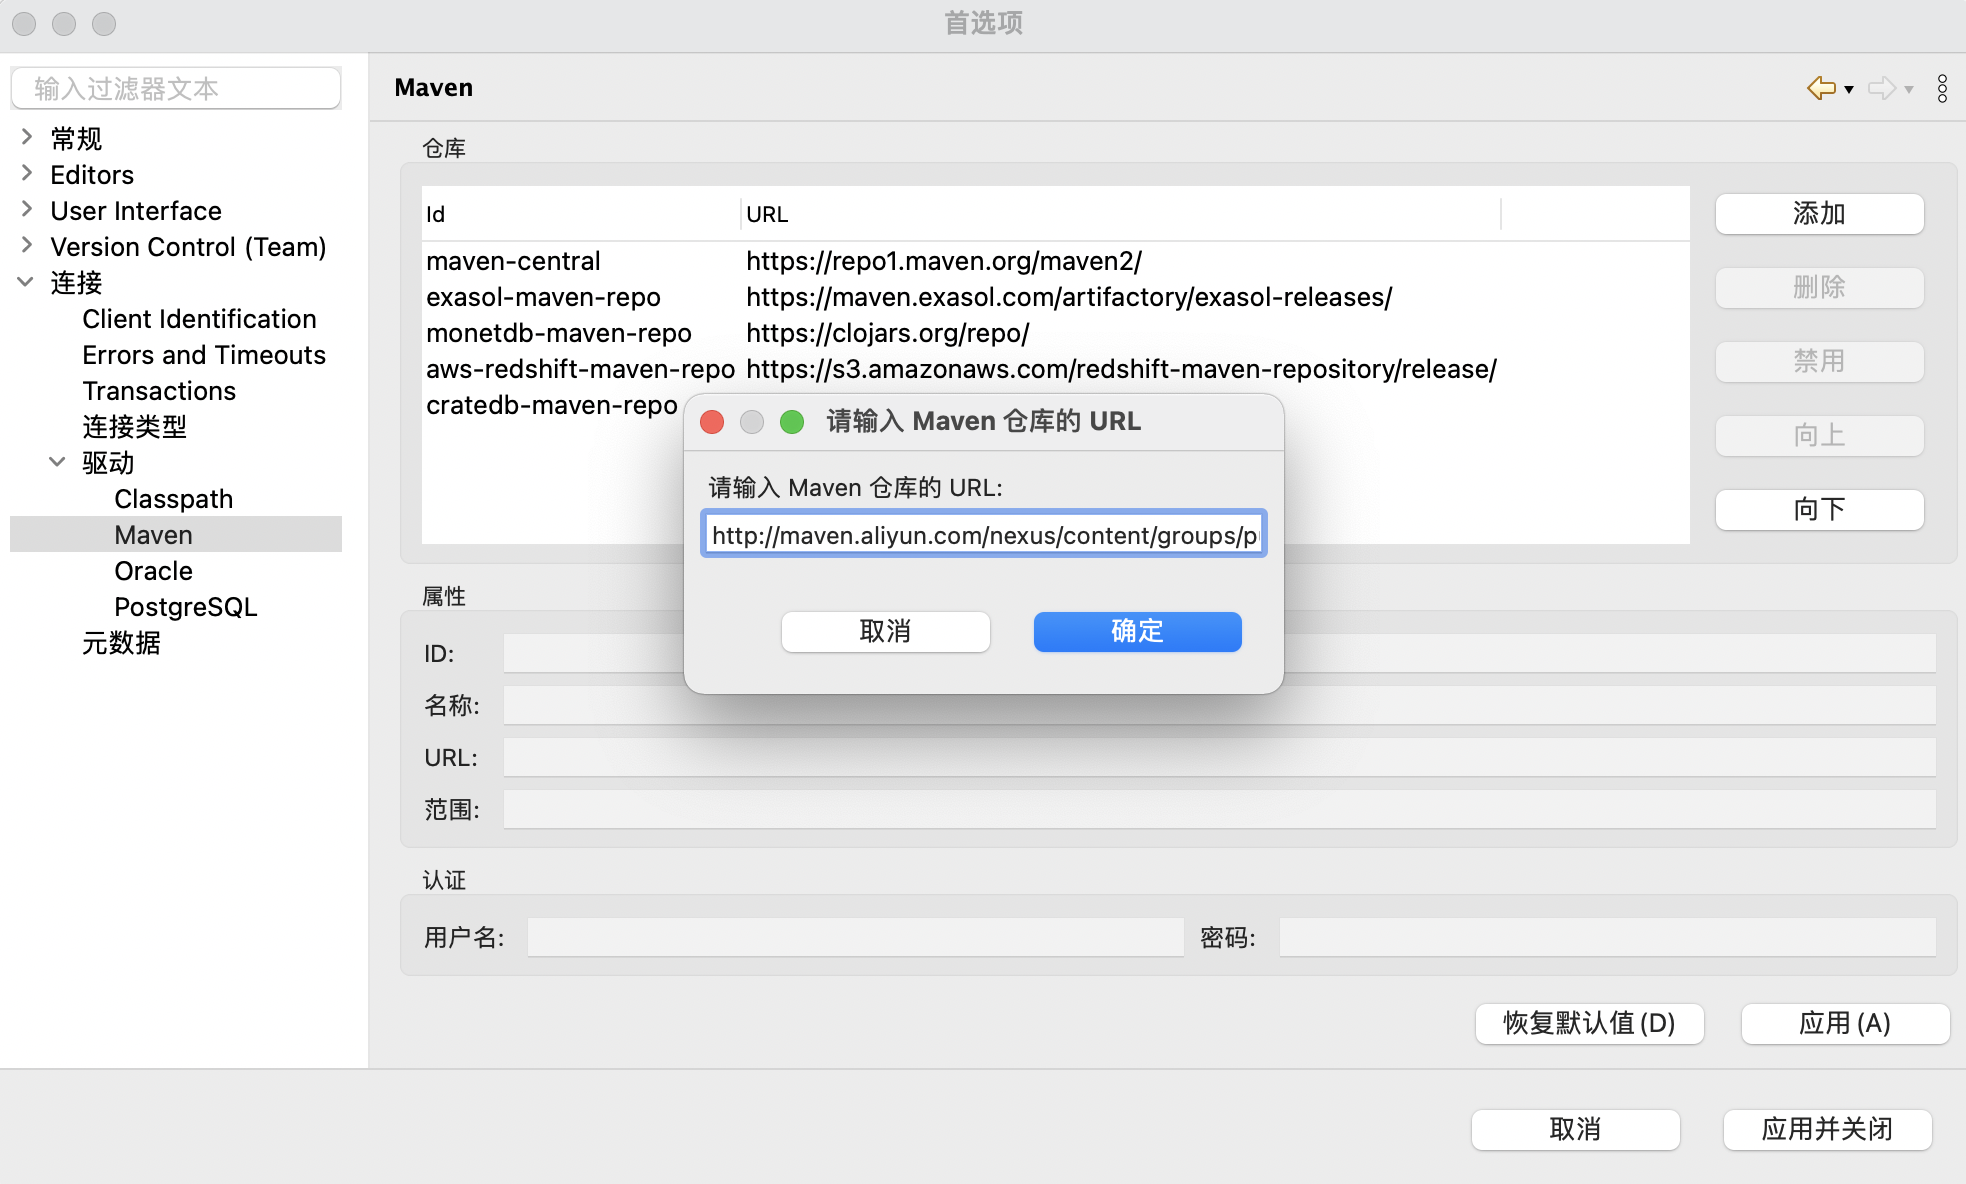 首选项
输入过滤器文本
常规
Editors
User Interface
Version Control (Team)
连接
Client Identification
Errors and Timeouts
Transactions
连接类型
驱动
Classpath
Maven
Oracle
PostgreSQL
元数据
Maven
仓库
Id URL
maven-central https://repo1.maven.org/maven2/
exasol-maven-repo https://maven.exasol.com/artifactory/exasol-releases/
monetdb-maven-repo https://clojars.org/repo/
aws-redshift-maven-repo https://s3.amazonaws.com/redshift-maven-repository/release/
cratedb-maven-repo
添加
删除
禁用
向上
向下
请输入 Maven 仓库的 URL
请输入 Maven 仓库的 URL:
http://maven.aliyun.com/nexus/content/groups/p
取消 确定
属性
ID:
名称:
URL:
范围:
认证
用户名: 密码:
恢复默认值(D) 应用(A)
取消 应用并关闭